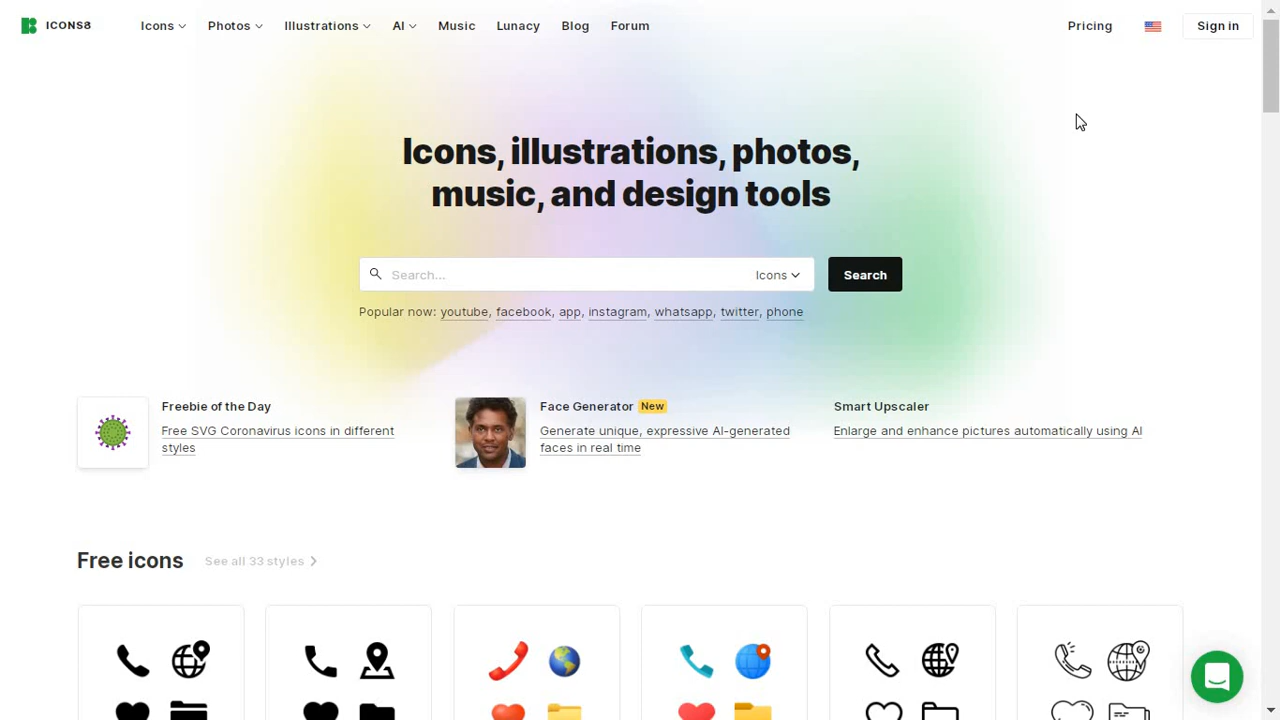 ICONS8
Icons
Photos
Illustrations
AI
Music
Lunacy
Blog
Forum
Pricing
Sign in
Icons, illustrations, photos,
music, and design tools
Search...
Icons
Search
Popular now: youtube, facebook, app, instagram, whatsapp, twitter, phone
Freebie of the Day
Free SVG Coronavirus icons in different
styles
Face Generator New
Generate unique, expressive AI-generated
faces in real time
Smart Upscaler
Enlarge and enhance pictures automatically using AI
Free icons
See all 33 styles